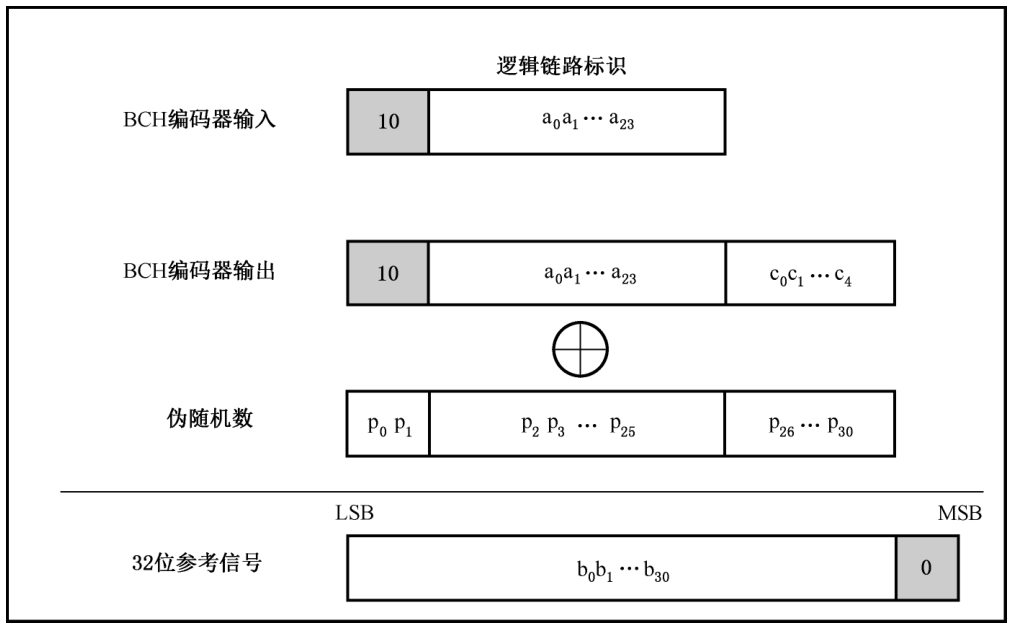 逻辑链路标识
BCH编码器输入 10 a₀a₁ ··· a₂₃
BCH编码器输出 10 a₀a₁ ··· a₂₃ c₀c₁ ··· c₄
伪随机数 p₀ p₁ p₂ p₃ ··· p₂₅ p₂₆ ··· p₃₀
LSB MSB
32位参考信号 b₀b₁ ··· b₃₀ 0